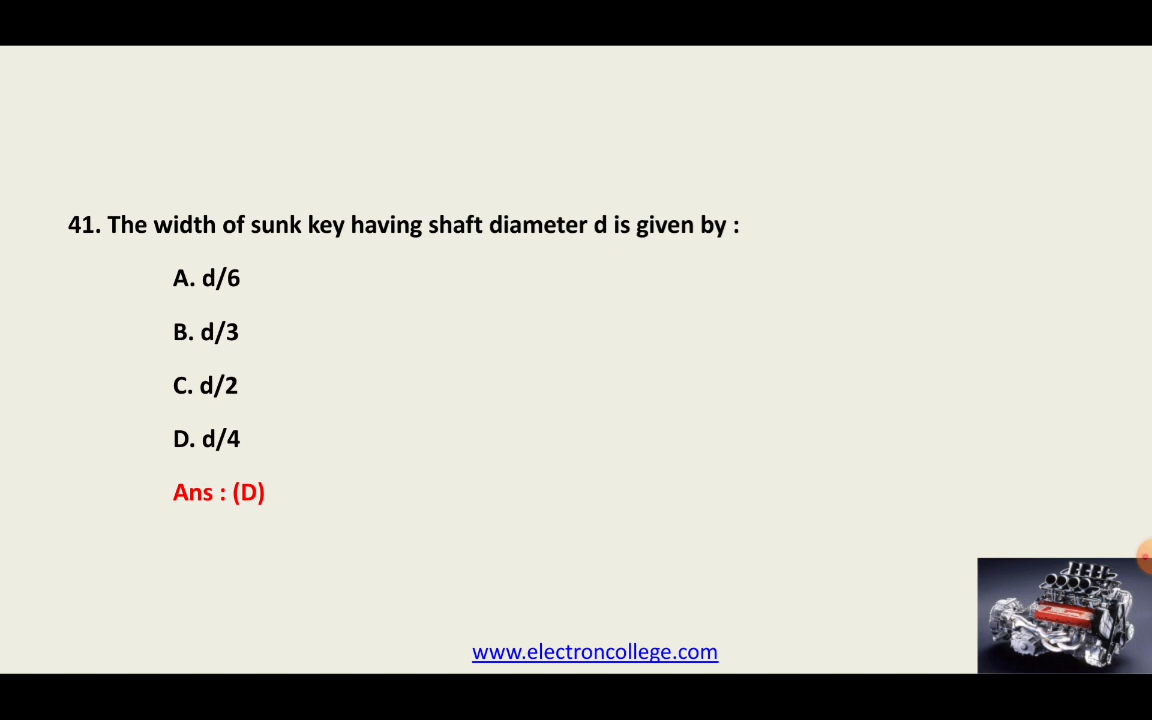 41. The width of sunk key having shaft diameter d is given by :
A. d/6
B. d/3
C. d/2
D. d/4
Ans : (D)
www.electroncollege.com